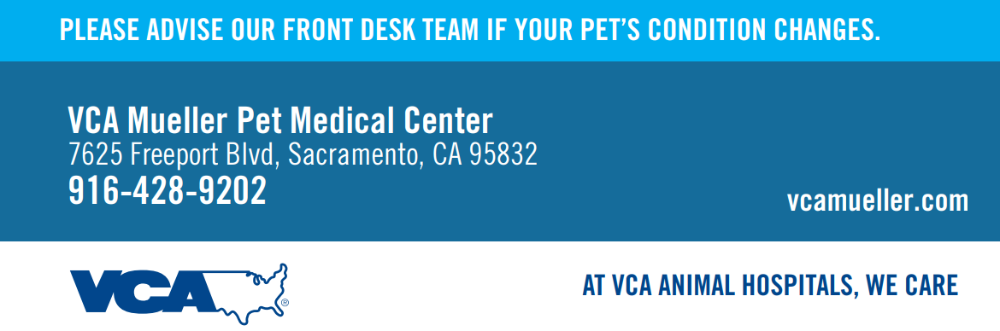 PLEASE ADVISE OUR FRONT DESK TEAM IF YOUR PET'S CONDITION CHANGES.
VCA Mueller Pet Medical Center
7625 Freeport Blvd, Sacramento, CA 95832
916-428-9202
vcamueller.com
VCA®
AT VCA ANIMAL HOSPITALS, WE CARE